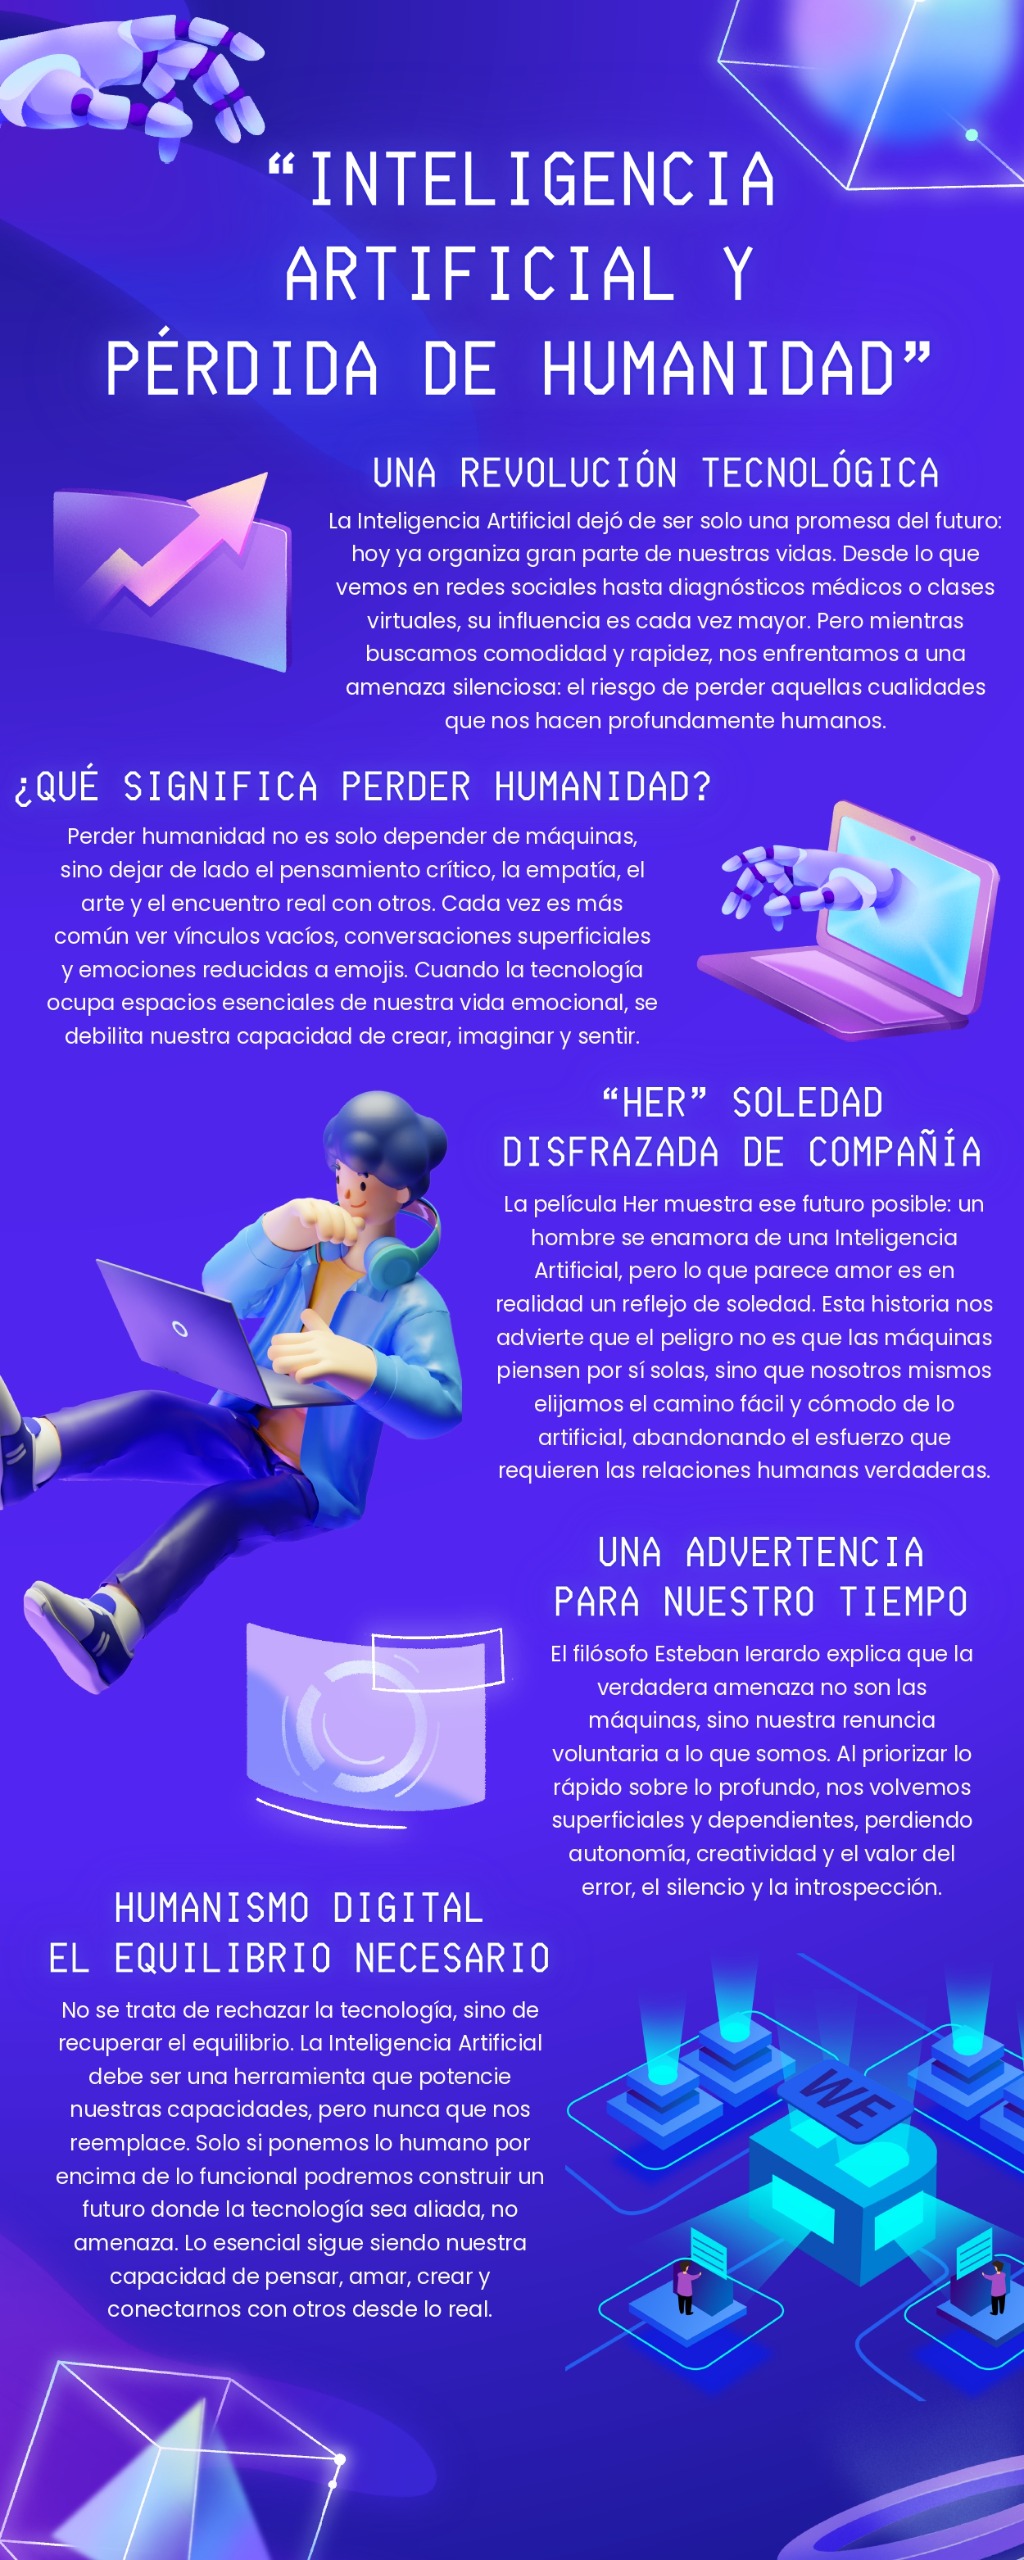 “INTELIGENCIA
ARTIFICIAL Y
PÉRDIDA DE HUMANIDAD”
UNA REVOLUCIÓN TECNOLÓGICA
La Inteligencia Artificial dejó de ser solo una promesa del futuro:
hoy ya organiza gran parte de nuestras vidas. Desde lo que
vemos en redes sociales hasta diagnósticos médicos o clases
virtuales, su influencia es cada vez mayor. Pero mientras
buscamos comodidad y rapidez, nos enfrentamos a una
amenaza silenciosa: el riesgo de perder aquellas cualidades
que nos hacen profundamente humanos.
¿QUÉ SIGNIFICA PERDER HUMANIDAD?
Perder humanidad no es solo depender de máquinas,
sino dejar de lado el pensamiento crítico, la empatía, el
arte y el encuentro real con otros. Cada vez es más
común ver vínculos vacíos, conversaciones superficiales
y emociones reducidas a emojis. Cuando la tecnología
ocupa espacios esenciales de nuestra vida emocional, se
debilita nuestra capacidad de crear, imaginar y sentir.
“HER” SOLEDAD
DISFRAZADA DE COMPAÑÍA
La película Her muestra ese futuro posible: un
hombre se enamora de una Inteligencia
Artificial, pero lo que parece amor es en
realidad un reflejo de soledad. Esta historia nos
advierte que el peligro no es que las máquinas
piensen por sí solas, sino que nosotros mismos
elijamos el camino fácil y cómodo de lo
artificial, abandonando el esfuerzo que
requieren las relaciones humanas verdaderas.
UNA ADVERTENCIA
PARA NUESTRO TIEMPO
El filósofo Esteban Ierardo explica que la
verdadera amenaza no son las
máquinas, sino nuestra renuncia
voluntaria a lo que somos. Al priorizar lo
rápido sobre lo profundo, nos volvemos
superficiales y dependientes, perdiendo
autonomía, creatividad y el valor del
error, el silencio y la introspección.
HUMANISMO DIGITAL
EL EQUILIBRIO NECESARIO
No se trata de rechazar la tecnología, sino de
recuperar el equilibrio. La Inteligencia Artificial
debe ser una herramienta que potencie
nuestras capacidades, pero nunca que nos
reemplace. Solo si ponemos lo humano por
encima de lo funcional podremos construir un
futuro donde la tecnología sea aliada, no
amenaza. Lo esencial sigue siendo nuestra
capacidad de pensar, amar, crear y
conectarnos con otros desde lo real.
WE